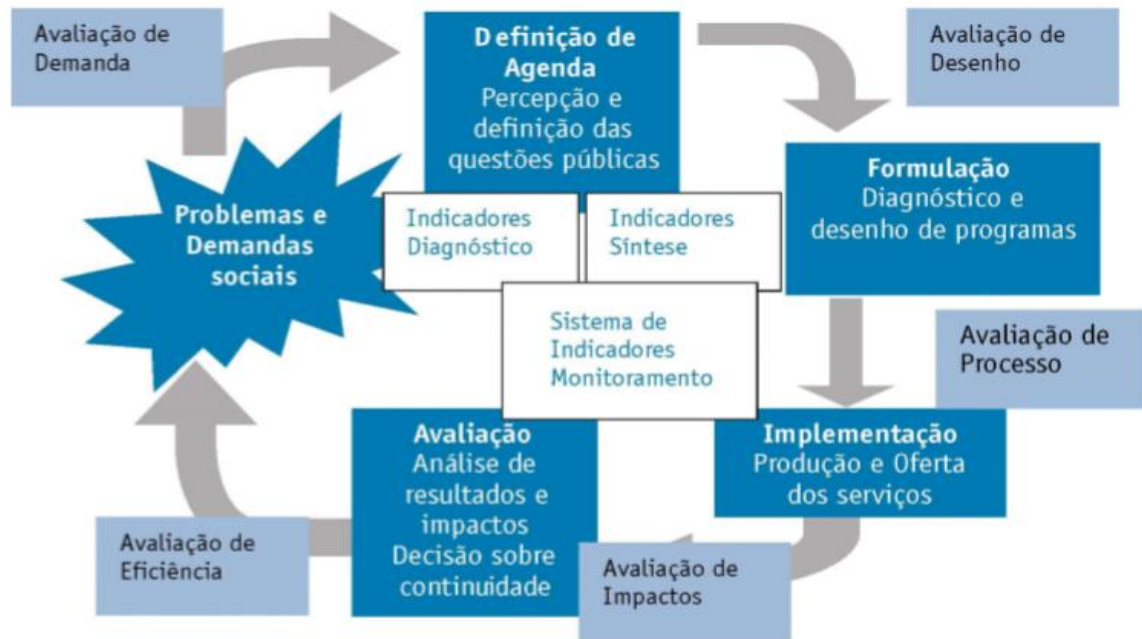 Avaliação de
Demanda
Definição de
Agenda
Percepção e
definição das
questões públicas
Avaliação de
Desenho
Problemas e
Demandas
sociais
Indicadores
Diagnóstico
Indicadores
Síntese
Formulação
Diagnóstico e
desenho de programas
Sistema de
Indicadores
Monitoramento
Avaliação de
Processo
Avaliação
Análise de
resultados e
impactos
Decisão sobre
continuidade
Implementação
Produção e Oferta
dos serviços
Avaliação de
Eficiência
Avaliação de
Impactos